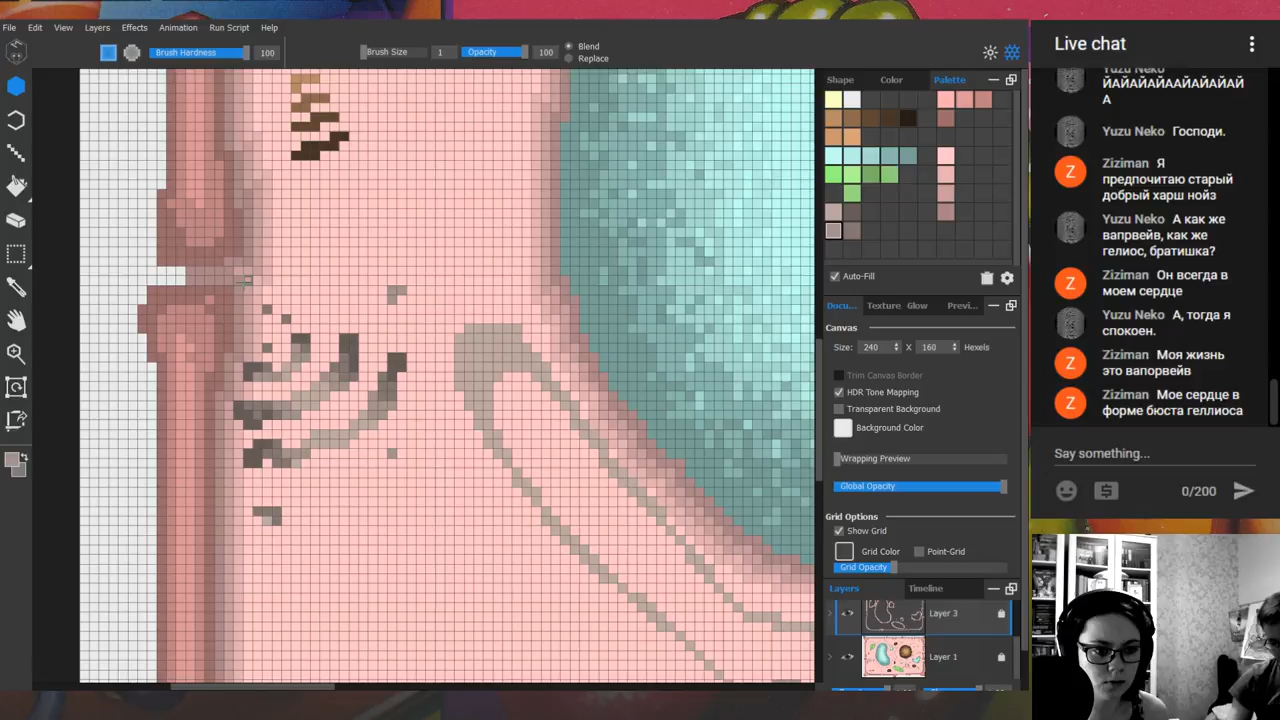 File Edit View Layers Effects Animation Run Script Help
Brush Hardness 100 Brush Size 1 Opacity 100 Blend
Replace
Shape Color Palette
Auto-Fill
Docu... Texture Glow Previ...
Canvas
Size: 240 X 160 Hexels
Trim Canvas Border
HDR Tone Mapping
Transparent Background
Background Color
Wrapping Preview
Global Opacity
Grid Options
Show Grid
Grid Color Point-Grid
Grid Opacity
Layers Timeline
Layer 3
Layer 1
Live chat
Yuzu Neko
ЙАЙАЙАЙААЙАЙАЙАЙ
А
Yuzu Neko Господи.
Ziziman Я
предпочитаю старый
добрый харш нойз
Yuzu Neko А как же
вапрвейв, как же
гелиос, братишка?
Ziziman Он всегда в
моем сердце
Yuzu Neko А, тогда я
спокоен.
Ziziman Моя жизнь
это вапорвейв
Ziziman Мое сердце в
форме бюста геллиоса
Say something...
0/200